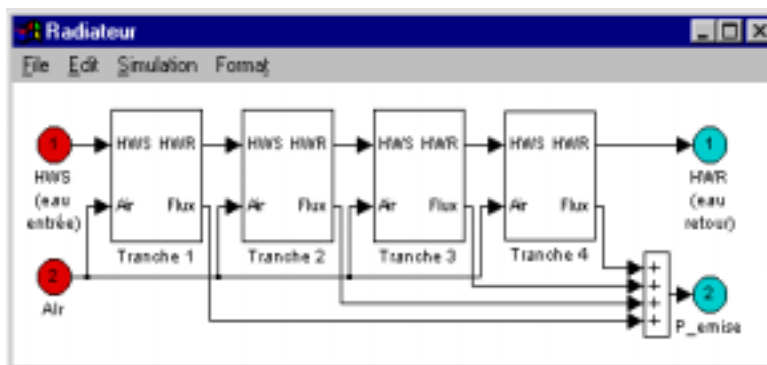 Radiateur
File Edit Simulation Format
1
HWS
(eau
entrée)
2
Air
HWS HWR
Air Flux
Tranche 1
HWS HWR
Air Flux
Tranche 2
HWS HWR
Air Flux
Tranche 3
HWS HWR
Air Flux
Tranche 4
1
HWR
(eau
retour)
+
+
+
+
2
P_emise